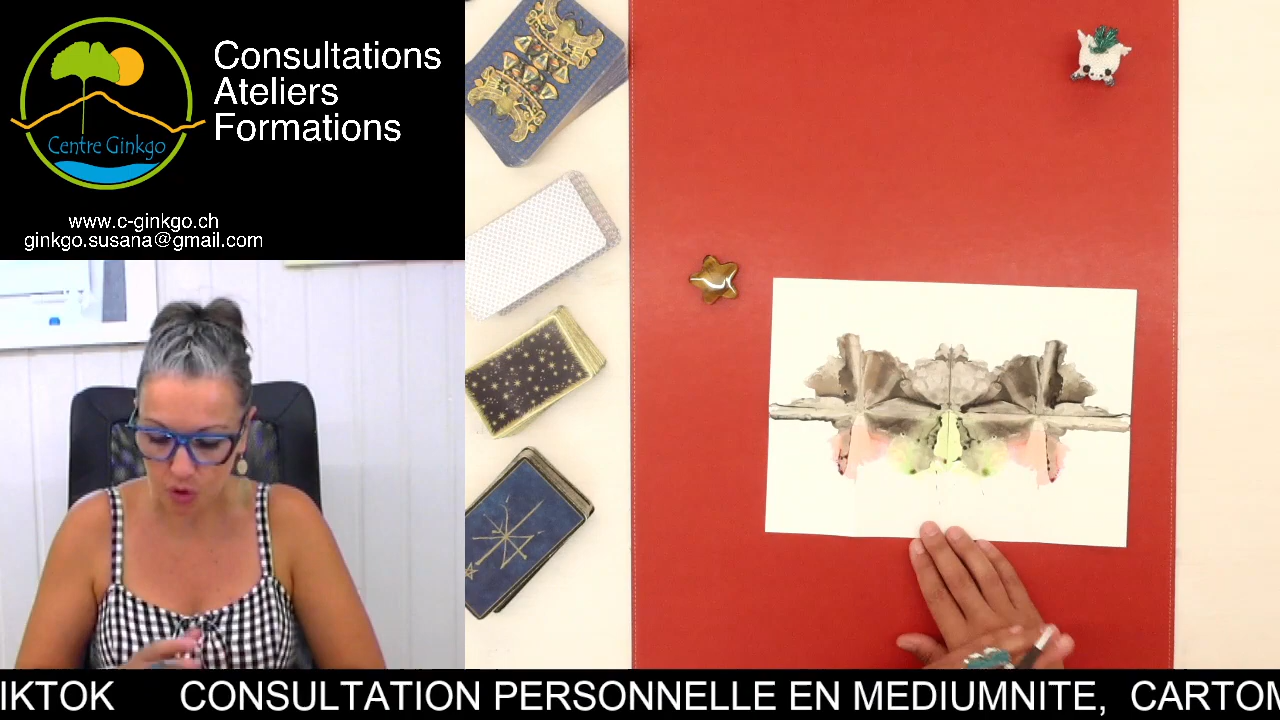 Consultations
Ateliers
Formations
Centre Ginkgo
www.c-ginkgo.ch
ginkgo.susana@gmail.com
IKTOK CONSULTATION PERSONNELLE EN MEDIUMNITE, CARTOM